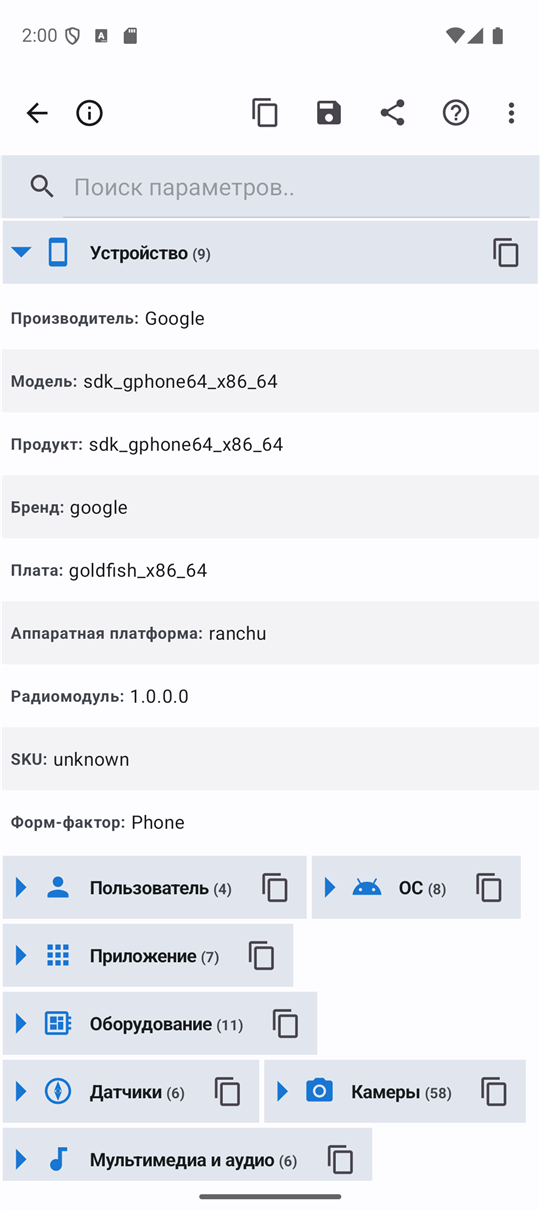 2:00
Поиск параметров..
Устройство (9)
Производитель: Google
Модель: sdk_gphone64_x86_64
Продукт: sdk_gphone64_x86_64
Бренд: google
Плата: goldfish_x86_64
Аппаратная платформа: ranchu
Радиомодуль: 1.0.0.0
SKU: unknown
Форм-фактор: Phone
Пользователь (4) ОС (8)
Приложение (7)
Оборудование (11)
Датчики (6) Камеры (58)
Мультимедиа и аудио (6)